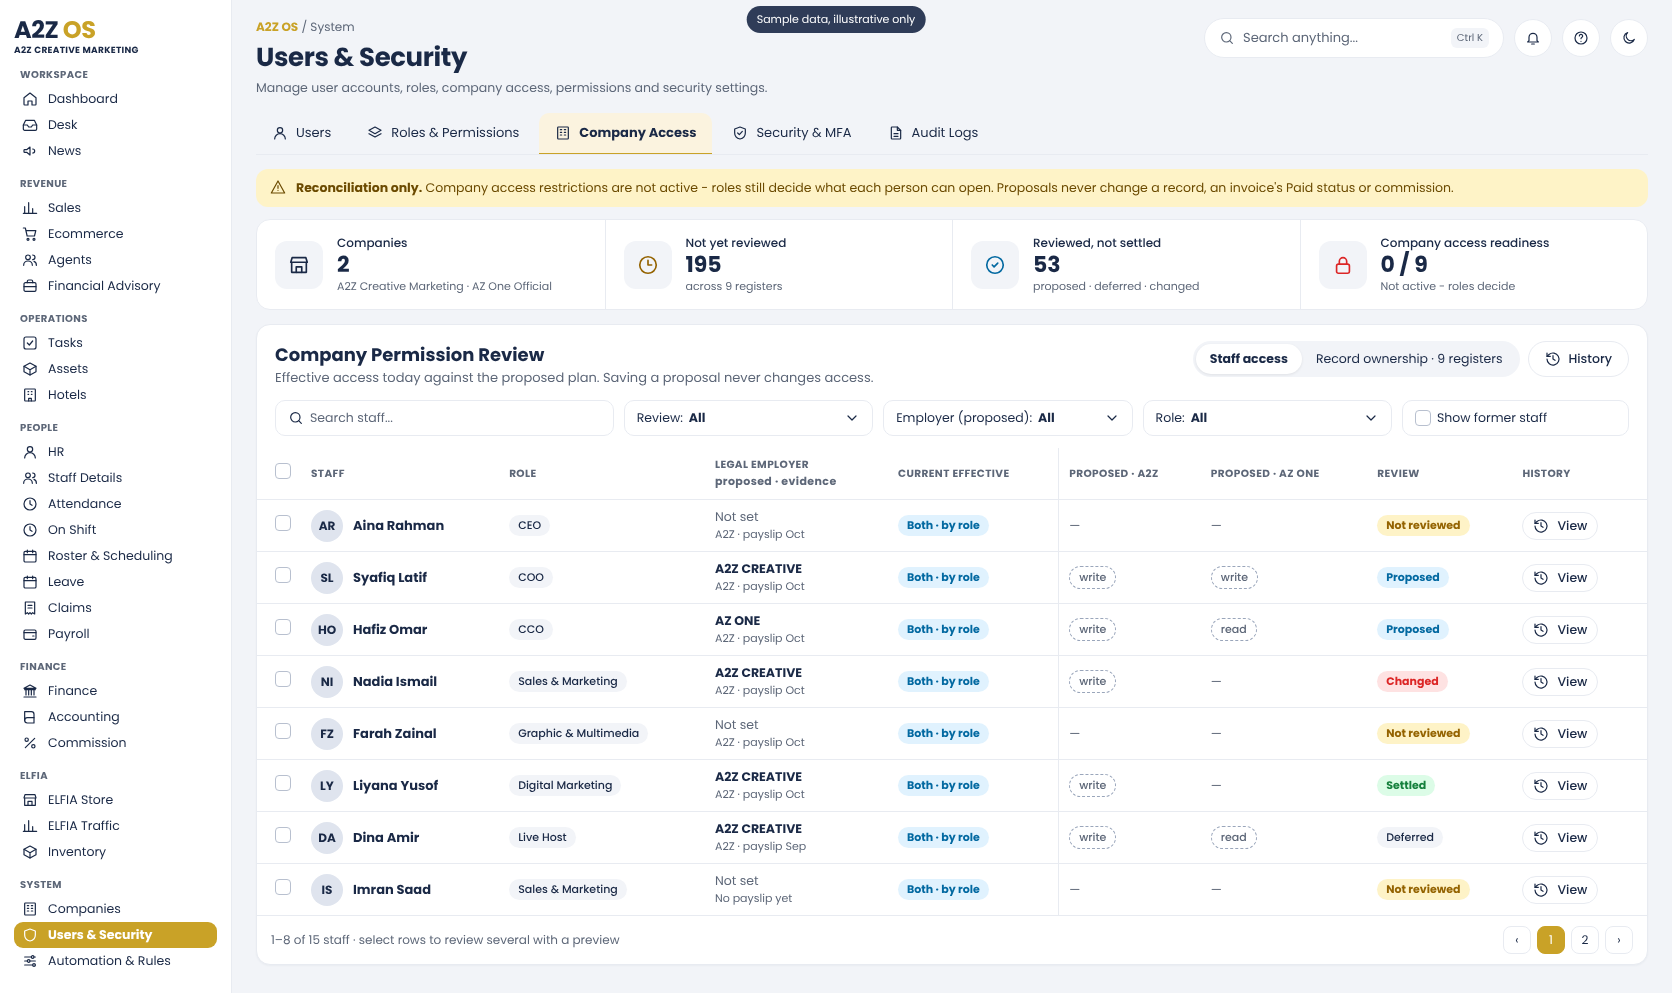 A2Z OS
A2Z CREATIVE MARKETING
WORKSPACE
Dashboard
Desk
News
REVENUE
Sales
Ecommerce
Agents
Financial Advisory
OPERATIONS
Tasks
Assets
Hotels
PEOPLE
HR
Staff Details
Attendance
On Shift
Roster & Scheduling
Leave
Claims
Payroll
FINANCE
Finance
Accounting
Commission
ELFIA
ELFIA Store
ELFIA Traffic
Inventory
SYSTEM
Companies
Users & Security
Automation & Rules
A2Z OS / System
Sample data, illustrative only
Users & Security
Manage user accounts, roles, company access, permissions and security settings.
Search anything... Ctrl K
Users Roles & Permissions Company Access Security & MFA Audit Logs
Reconciliation only. Company access restrictions are not active - roles still decide what each person can open. Proposals never change a record, an invoice's Paid status or commission.
Companies
2
A2Z Creative Marketing · AZ One Official
Not yet reviewed
195
across 9 registers
Reviewed, not settled
53
proposed · deferred · changed
Company access readiness
0 / 9
Not active - roles decide
Company Permission Review
Effective access today against the proposed plan. Saving a proposal never changes access.
Staff access Record ownership · 9 registers History
Search staff... Review: All Employer (proposed): All Role: All Show former staff
STAFF ROLE LEGAL EMPLOYER proposed · evidence CURRENT EFFECTIVE PROPOSED · A2Z PROPOSED · AZ ONE REVIEW HISTORY
AR Aina Rahman CEO Not set A2Z · payslip Oct Both · by role — — Not reviewed View
SL Syafiq Latif COO A2Z CREATIVE A2Z · payslip Oct Both · by role write write Proposed View
HO Hafiz Omar CCO AZ ONE A2Z · payslip Oct Both · by role write read Proposed View
NI Nadia Ismail Sales & Marketing A2Z CREATIVE A2Z · payslip Oct Both · by role write — Changed View
FZ Farah Zainal Graphic & Multimedia Not set A2Z · payslip Oct Both · by role — — Not reviewed View
LY Liyana Yusof Digital Marketing A2Z CREATIVE A2Z · payslip Oct Both · by role write — Settled View
DA Dina Amir Live Host A2Z CREATIVE A2Z · payslip Sep Both · by role write read Deferred View
IS Imran Saad Sales & Marketing Not set No payslip yet Both · by role — — Not reviewed View
1–8 of 15 staff · select rows to review several with a preview
‹ 1 2 ›